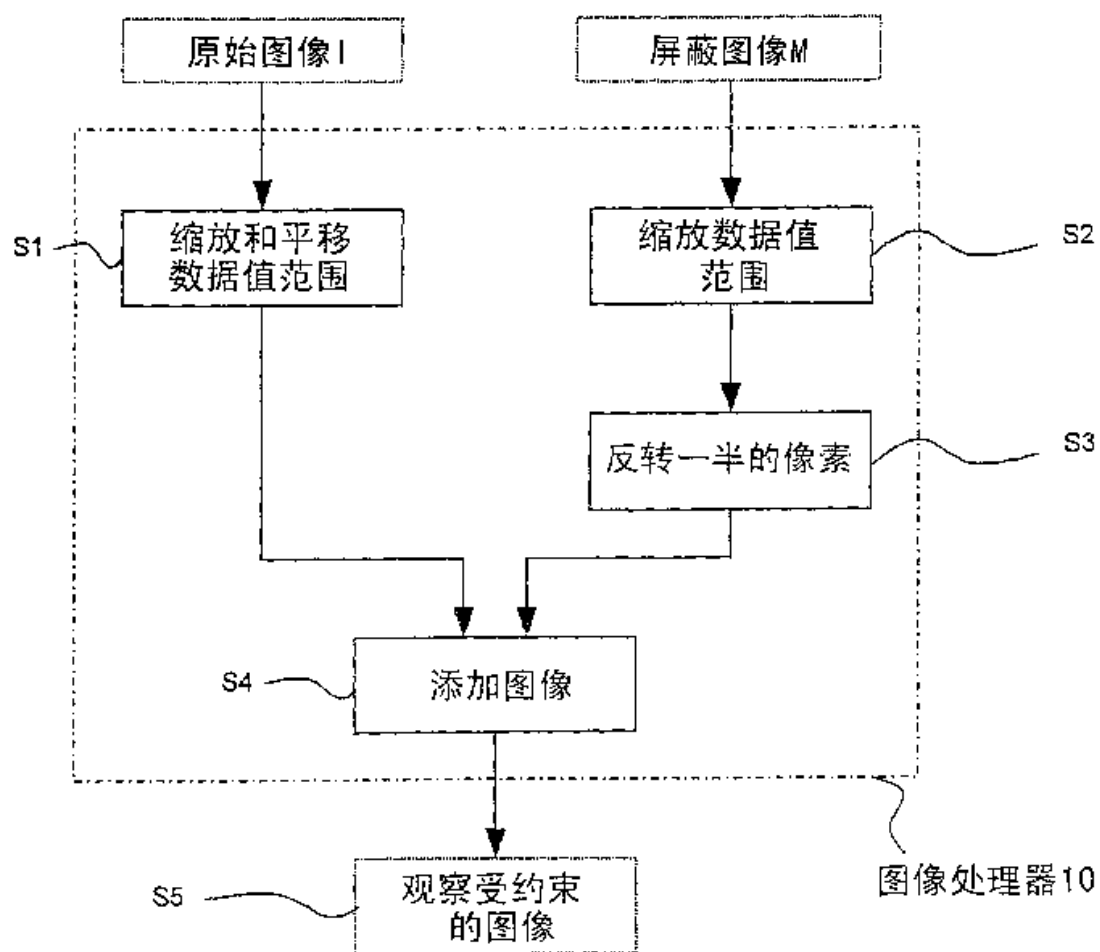 原始图像I
屏蔽图像M
S1
缩放和平移
数据值范围
缩放数据值
范围
S2
反转一半的像素
S3
S4
添加图像
S5
观察受约束
的图像
图像处理器10